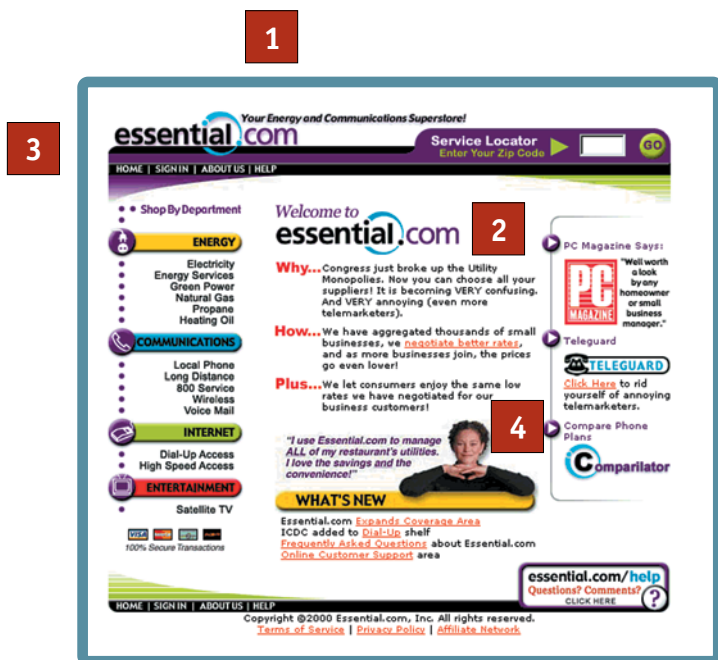 1
3
Your Energy and Communications Superstore!
essential.com
Service Locator
Enter Your Zip Code
GO
HOME | SIGN IN | ABOUT US | HELP
Shop By Department
ENERGY
Electricity
Energy Services
Green Power
Natural Gas
Propane
Heating Oil
COMMUNICATIONS
Local Phone
Long Distance
800 Service
Wireless
Voice Mail
INTERNET
Dial-Up Access
High Speed Access
ENTERTAINMENT
Satellite TV
VISA
100% Secure Transactions
Welcome to
essential.com
2
Why...Congress just broke up the Utility
Monopolies. Now you can choose all your
suppliers! It is becoming VERY confusing.
And VERY annoying (even more
telemarketers).
How...We have aggregated thousands of small
businesses, we negotiate better rates,
and as more businesses join, the prices
go even lower!
Plus...We let consumers enjoy the same low
rates we have negotiated for our
business customers!
4
"I use Essential.com to manage
ALL of my restaurant's utilities.
I love the savings and the
convenience!"
WHAT'S NEW
Essential.com Expands Coverage Area
ICDC added to Dial-Up shelf
Frequently Asked Questions about Essential.com
Online Customer Support area
PC Magazine Says:
PC
MAGAZINE
"Well worth
a look
by any
homeowner
or small
business
manager."
Teleguard
TELEGUARD
Click Here to rid
yourself of annoying
telemarketers.
Compare Phone
Plans
Comparilator
essential.com/help
Questions? Comments?
CLICK HERE
?
HOME | SIGN IN | ABOUT US | HELP
Copyright ©2000 Essential.com, Inc. All rights reserved.
Terms of Service | Privacy Policy | Affiliate Network